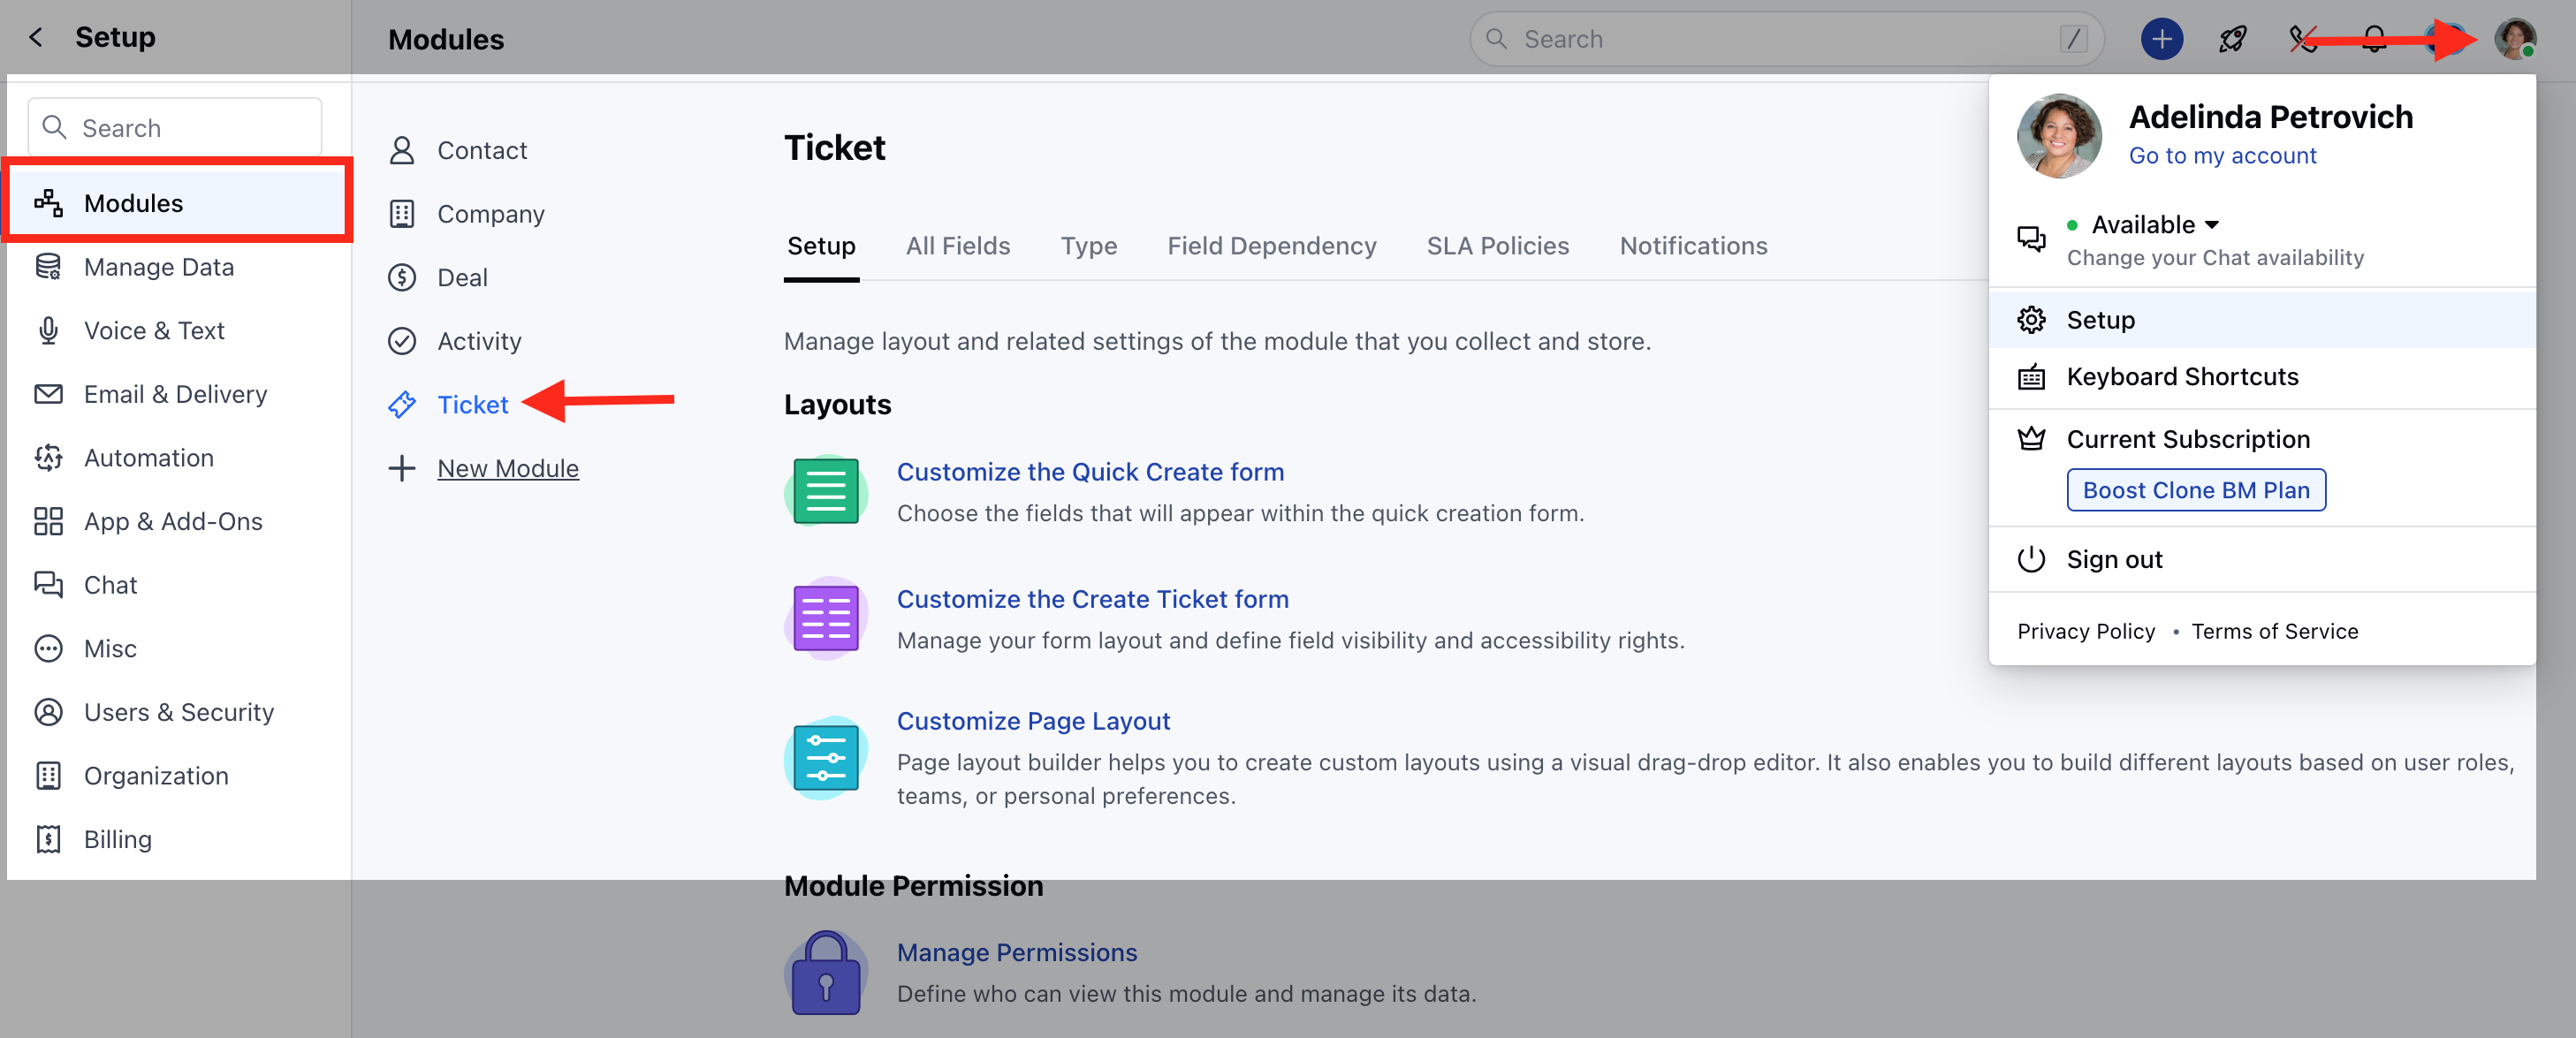 Setup
Modules
Search
/
Search
Modules
Manage Data
Voice & Text
Email & Delivery
Automation
App & Add-Ons
Chat
Misc
Users & Security
Organization
Billing
Contact
Company
Deal
Activity
Ticket
New Module
Ticket
Setup
All Fields
Type
Field Dependency
SLA Policies
Notifications
Manage layout and related settings of the module that you collect and store.
Layouts
Customize the Quick Create form
Choose the fields that will appear within the quick creation form.
Customize the Create Ticket form
Manage your form layout and define field visibility and accessibility rights.
Customize Page Layout
Page layout builder helps you to create custom layouts using a visual drag-drop editor. It also enables you to build different layouts based on user roles,
teams, or personal preferences.
Module Permission
Manage Permissions
Define who can view this module and manage its data.
Adelinda Petrovich
Go to my account
Available
Change your Chat availability
Setup
Keyboard Shortcuts
Current Subscription
Boost Clone BM Plan
Sign out
Privacy Policy • Terms of Service